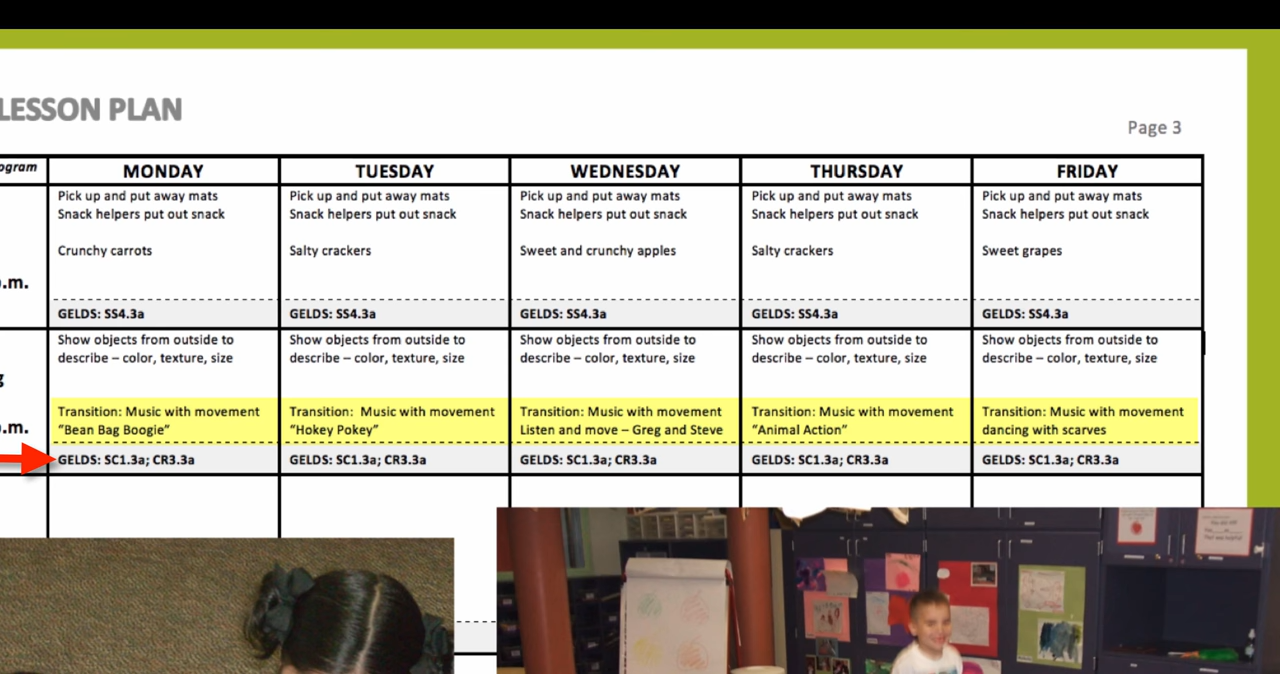 LESSON PLAN
Page 3
MONDAY TUESDAY WEDNESDAY THURSDAY FRIDAY
Pick up and put away mats Pick up and put away mats Pick up and put away mats Pick up and put away mats Pick up and put away mats
Snack helpers put out snack Snack helpers put out snack Snack helpers put out snack Snack helpers put out snack Snack helpers put out snack
Crunchy carrots Salty crackers Sweet and crunchy apples Salty crackers Sweet grapes
.m.
GELDS: SS4.3a GELDS: SS4.3a GELDS: SS4.3a GELDS: SS4.3a GELDS: SS4.3a
Show objects from outside to Show objects from outside to Show objects from outside to Show objects from outside to Show objects from outside to
describe – color, texture, size describe – color, texture, size describe – color, texture, size describe – color, texture, size describe – color, texture, size
Transition: Music with movement Transition: Music with movement Transition: Music with movement Transition: Music with movement Transition: Music with movement
.m. “Bean Bag Boogie” “Hokey Pokey” Listen and move – Greg and Steve “Animal Action” dancing with scarves
GELDS: SC1.3a; CR3.3a GELDS: SC1.3a; CR3.3a GELDS: SC1.3a; CR3.3a GELDS: SC1.3a; CR3.3a GELDS: SC1.3a; CR3.3a